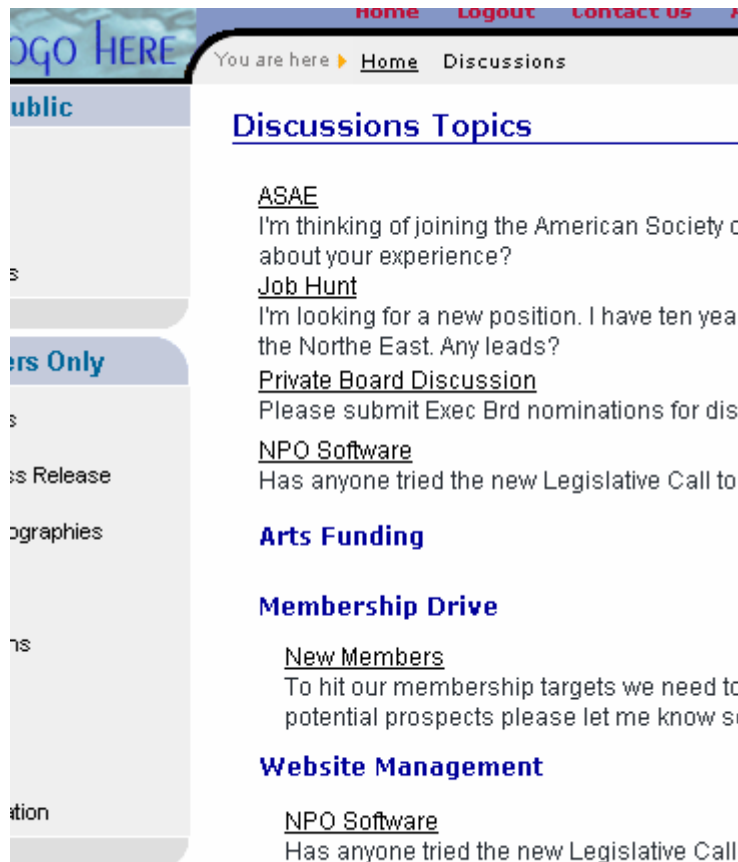 Home Logout Contact Us
ogo Here
You are here Home Discussions
ublic
Discussions Topics
ASAE
I'm thinking of joining the American Society
about your experience?
s
Job Hunt
I'm looking for a new position. I have ten yea
the Northe East. Any leads?
ers Only
Private Board Discussion
Please submit Exec Brd nominations for dis
s
NPO Software
Has anyone tried the new Legislative Call to
ss Release
ographies
Arts Funding
Membership Drive
ns
New Members
To hit our membership targets we need to
potential prospects please let me know s
Website Management
ation
NPO Software
Has anyone tried the new Legislative Call